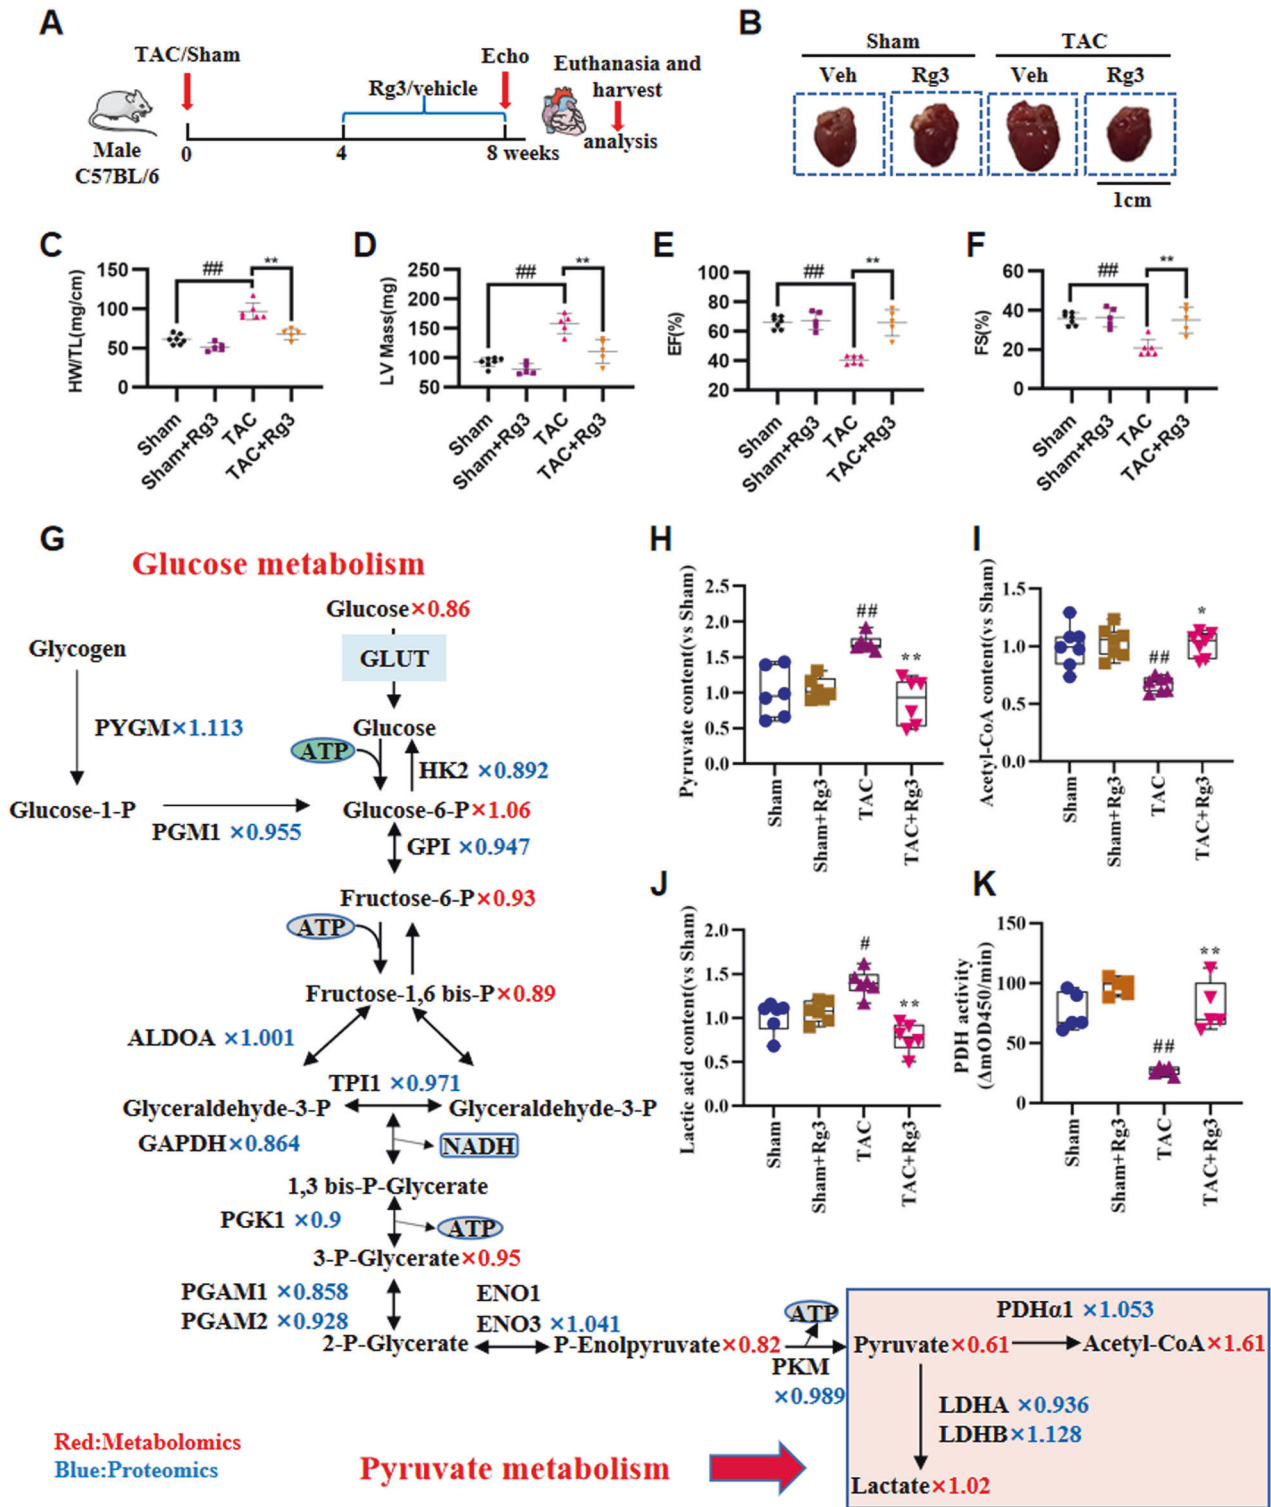 A
TAC/Sham
Echo
Euthanasia and
harvest
Rg3/vehicle
analysis
Male
C57BL/6
0
4
8 weeks
B
Sham
TAC
Veh
Rg3
Veh
Rg3
1cm
C
HW/TL(mg/cm)
150
100
50
0
##
**
Sham
Sham+Rg3
TAC
TAC+Rg3
D
LV Mass(mg)
250
200
150
100
50
##
**
Sham
Sham+Rg3
TAC
TAC+Rg3
E
EF(%)
100
80
60
40
20
##
**
Sham
Sham+Rg3
TAC
TAC+Rg3
F
FS(%)
60
40
20
0
##
**
Sham
Sham+Rg3
TAC
TAC+Rg3
G
Glucose metabolism
Glucose×0.86
Glycogen
GLUT
PYGM×1.113
Glucose
ATP
HK2 ×0.892
Glucose-1-P
Glucose-6-P×1.06
PGM1 ×0.955
GPI ×0.947
Fructose-6-P×0.93
ATP
Fructose-1,6 bis-P×0.89
ALDOA ×1.001
TPI1 ×0.971
Glyceraldehyde-3-P
Glyceraldehyde-3-P
GAPDH×0.864
NADH
1,3 bis-P-Glycerate
PGK1 ×0.9
ATP
3-P-Glycerate×0.95
PGAM1 ×0.858
PGAM2 ×0.928
ENO1
ENO3 ×1.041
2-P-Glycerate
P-Enolpyruvate×0.82
ATP
PKM
×0.989
PDHα1 ×1.053
Pyruvate×0.61
Acetyl-CoA×1.61
LDHA ×0.936
LDHB×1.128
Lactate×1.02
Red:Metabolomics
Blue:Proteomics
Pyruvate metabolism
H
Pyruvate content(vs Sham)
2.5
2.0
1.5
1.0
0.5
0.0
##
**
Sham
Sham+Rg3
TAC
TAC+Rg3
I
Acetyl-CoA content(vs Sham)
1.5
1.0
0.5
0.0
##
*
Sham
Sham+Rg3
TAC
TAC+Rg3
J
Lactic acid content(vs Sham)
2.0
1.5
1.0
0.5
0.0
#
**
Sham
Sham+Rg3
TAC
TAC+Rg3
K
PDH activity
(ΔmOD450/min)
150
100
50
0
##
**
Sham
Sham+Rg3
TAC
TAC+Rg3